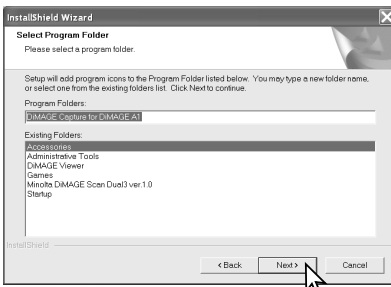 InstallShield Wizard
Select Program Folder
Please select a program folder.
Setup will add program icons to the Program Folder listed below. You may type a new folder name,
or select one from the existing folders list. Click Next to continue.
Program Folders:
DiMAGE Capture for DiMAGE A1
Existing Folders:
Accessories
Administrative Tools
DiMAGE Viewer
Games
Minolta DiMAGE Scan Dual3 ver.1.0
Startup
InstallShield
< Back Next > Cancel